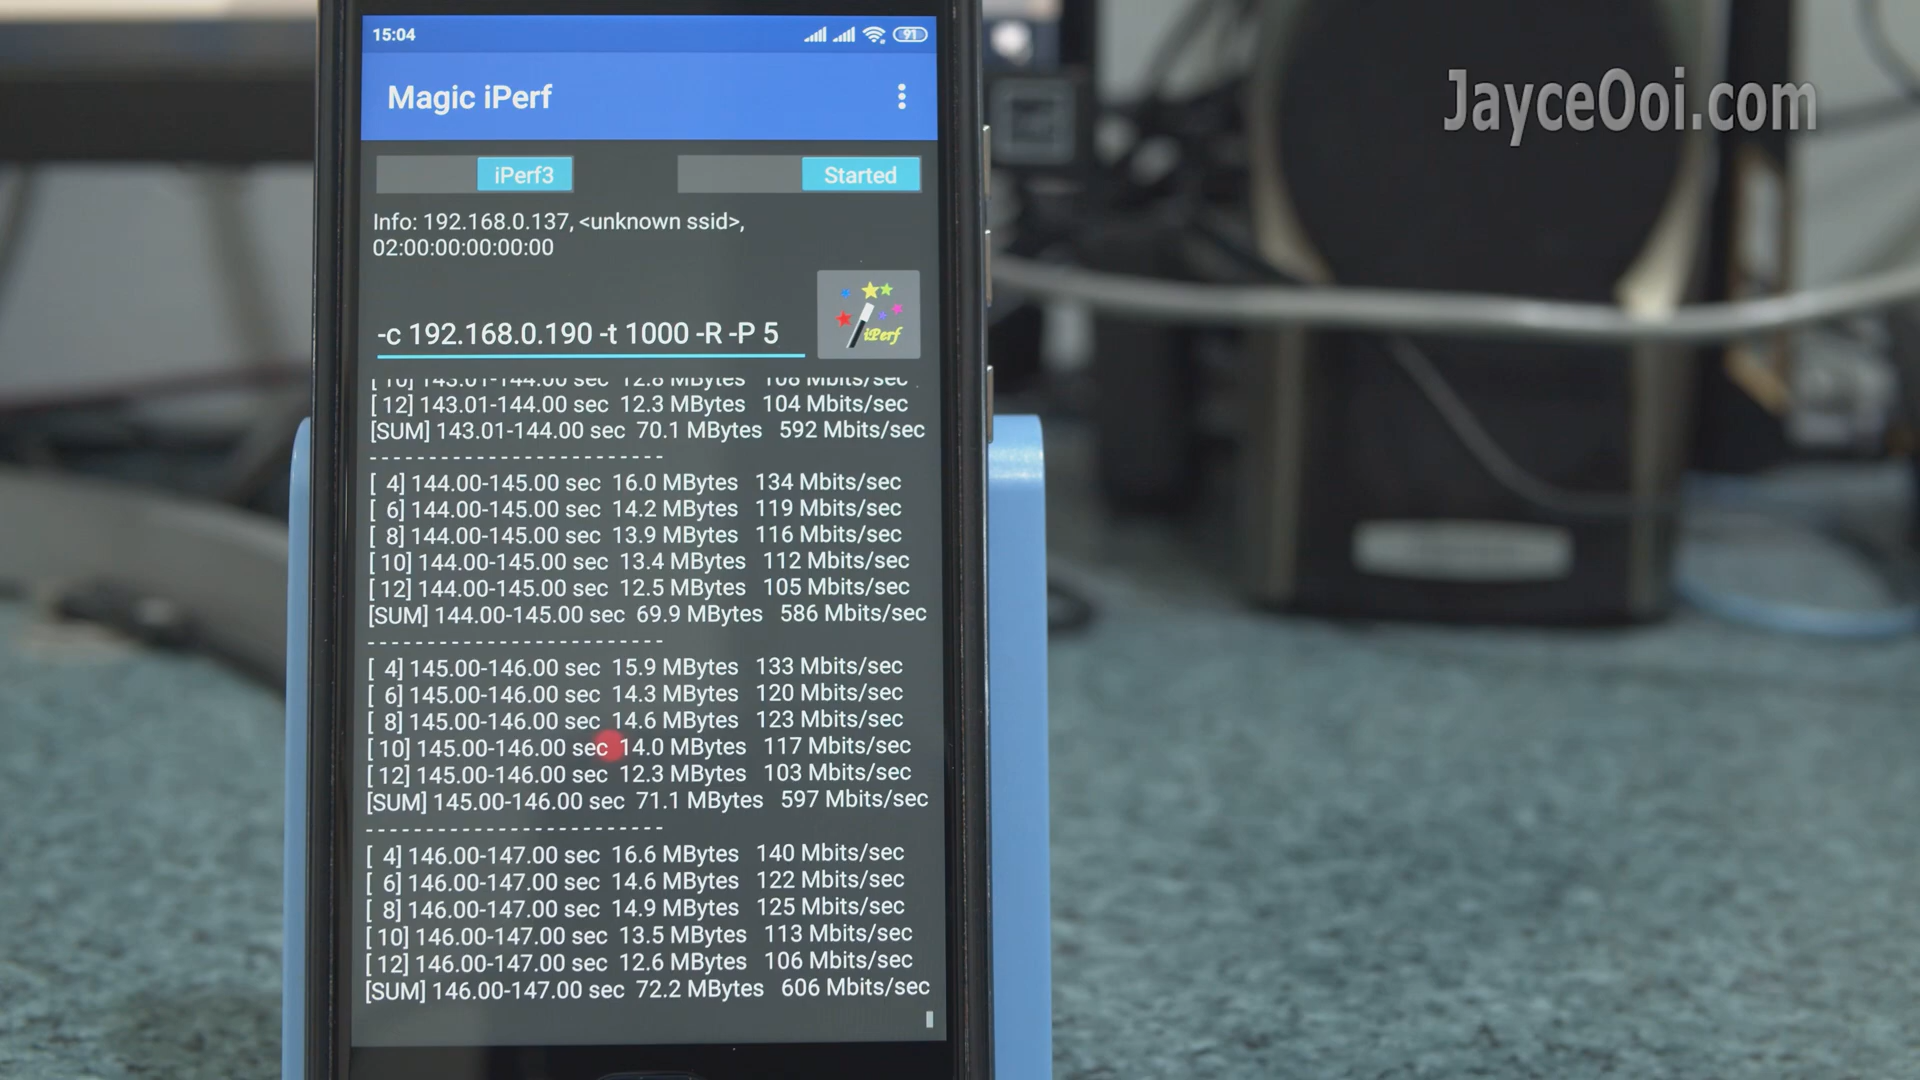 15:04
91
JayceOoi.com
Magic iPerf
iPerf3
Started
Info: 192.168.0.137, <unknown ssid>,
02:00:00:00:00:00
-c 192.168.0.190 -t 1000 -R -P 5
iPerf
[ 10] 143.01-144.00 sec 12.8 MBytes 108 Mbits/sec
[ 12] 143.01-144.00 sec 12.3 MBytes 104 Mbits/sec
[SUM] 143.01-144.00 sec 70.1 MBytes 592 Mbits/sec
- - - - - - - - - - - - - - - - - - - - - - - - -
[ 4] 144.00-145.00 sec 16.0 MBytes 134 Mbits/sec
[ 6] 144.00-145.00 sec 14.2 MBytes 119 Mbits/sec
[ 8] 144.00-145.00 sec 13.9 MBytes 116 Mbits/sec
[ 10] 144.00-145.00 sec 13.4 MBytes 112 Mbits/sec
[ 12] 144.00-145.00 sec 12.5 MBytes 105 Mbits/sec
[SUM] 144.00-145.00 sec 69.9 MBytes 586 Mbits/sec
- - - - - - - - - - - - - - - - - - - - - - - - -
[ 4] 145.00-146.00 sec 15.9 MBytes 133 Mbits/sec
[ 6] 145.00-146.00 sec 14.3 MBytes 120 Mbits/sec
[ 8] 145.00-146.00 sec 14.6 MBytes 123 Mbits/sec
[ 10] 145.00-146.00 sec 14.0 MBytes 117 Mbits/sec
[ 12] 145.00-146.00 sec 12.3 MBytes 103 Mbits/sec
[SUM] 145.00-146.00 sec 71.1 MBytes 597 Mbits/sec
- - - - - - - - - - - - - - - - - - - - - - - - -
[ 4] 146.00-147.00 sec 16.6 MBytes 140 Mbits/sec
[ 6] 146.00-147.00 sec 14.6 MBytes 122 Mbits/sec
[ 8] 146.00-147.00 sec 14.9 MBytes 125 Mbits/sec
[ 10] 146.00-147.00 sec 13.5 MBytes 113 Mbits/sec
[ 12] 146.00-147.00 sec 12.6 MBytes 106 Mbits/sec
[SUM] 146.00-147.00 sec 72.2 MBytes 606 Mbits/sec